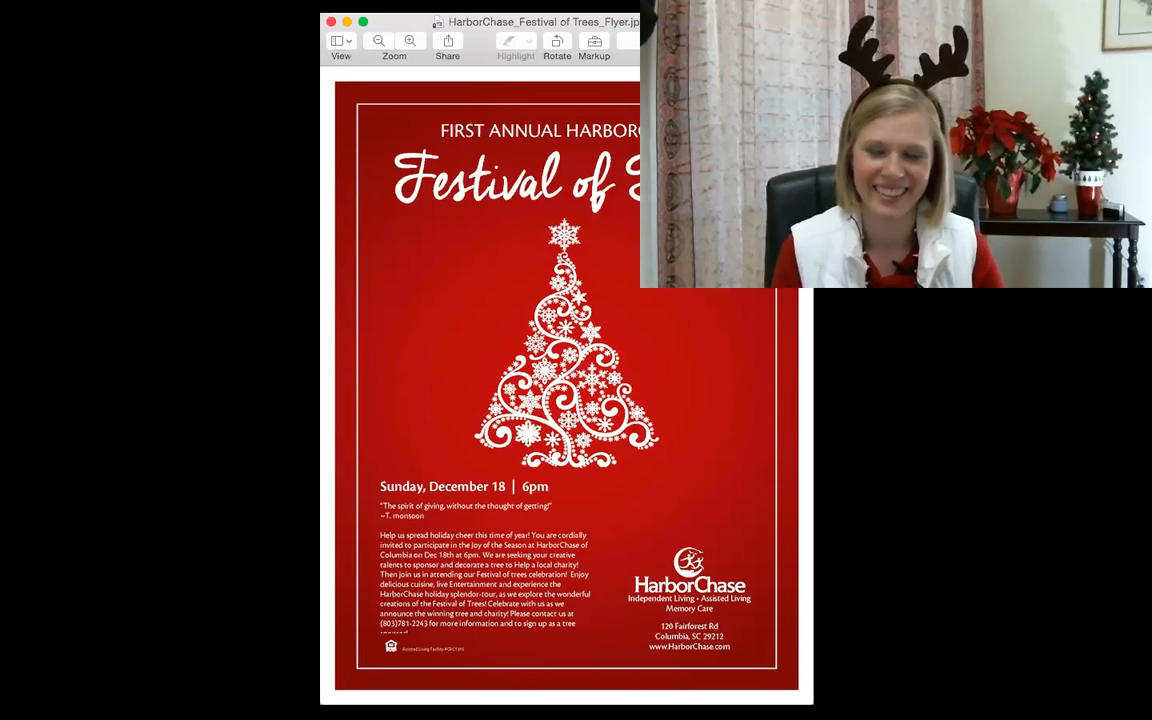 HarborChase_Festival of Trees_Flyer.jp
View
Zoom
Share
Highlight
Rotate
Markup
FIRST ANNUAL HARBOR
Festival of
Sunday, December 18 | 6pm
"The spirit of giving, without the thought of getting!"
~T. monsoon
Help us spread holiday cheer this time of year! You are cordially
invited to participate in the Joy of the Season at HarborChase of
Columbia on Dec 18th at 6pm. We are seeking your creative
talents to sponsor and decorate a tree to Help a local charity!
Then join us in attending our Festival of trees celebration! Enjoy
delicious cuisine, live Entertainment and experience the
HarborChase holiday splendor-tour, as we explore the wonderful
creations of the Festival of Trees! Celebrate with us as we
announce the winning tree and charity! Please contact us at
(803)781-2243 for more information and to sign up as a tree
HarborChase
Independent Living • Assisted Living
Memory Care
120 Fairforest Rd
Columbia, SC 29212
www.HarborChase.com
Assisted Living Facility